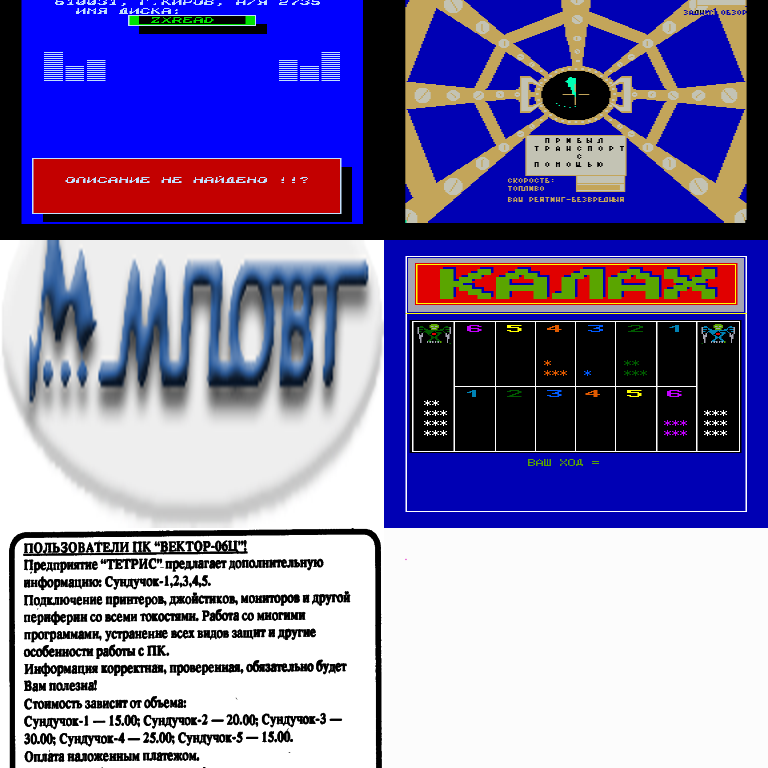 610031, Г.КИРОВ, А/Я 2735
ИМЯ ДИСКА:
ZXREAD
ОПИСАНИЕ НЕ НАЙДЕНО !!?
ЗАДНИЙ ОБЗОР
ПРИБЫЛ
ТРАНСПОРТ
С
ПОМОЩЬЮ
СКОРОСТЬ:
ТОПЛИВО
ВАШ РЕЙТИНГ-БЕЗВРЕДНЫЙ
М...МПОВТ
КАЛАХ
6 5 4 3 2 1
* 
*** * ***
1 2 3 4 5 6
ВАШ ХОД =
ПОЛЬЗОВАТЕЛИ ПК "ВЕКТОР-06Ц"!
Предприятие "ТЕТРИС" предлагает дополнительную
информацию: Сундучок-1,2,3,4,5.
Подключение принтеров, джойстиков, мониторов и другой
периферии со всеми токостями. Работа со многими
программами, устранение всех видов защит и другие
особенности работы с ПК.
Информация корректная, проверенная, обязательно будет
Вам полезна!
Стоимость зависит от объема:
Сундучок-1 — 15.00; Сундучок-2 — 20.00; Сундучок-3 —
30.00; Сундучок-4 — 25.00; Сундучок-5 — 15.00.
Оплата наложенным платежом.